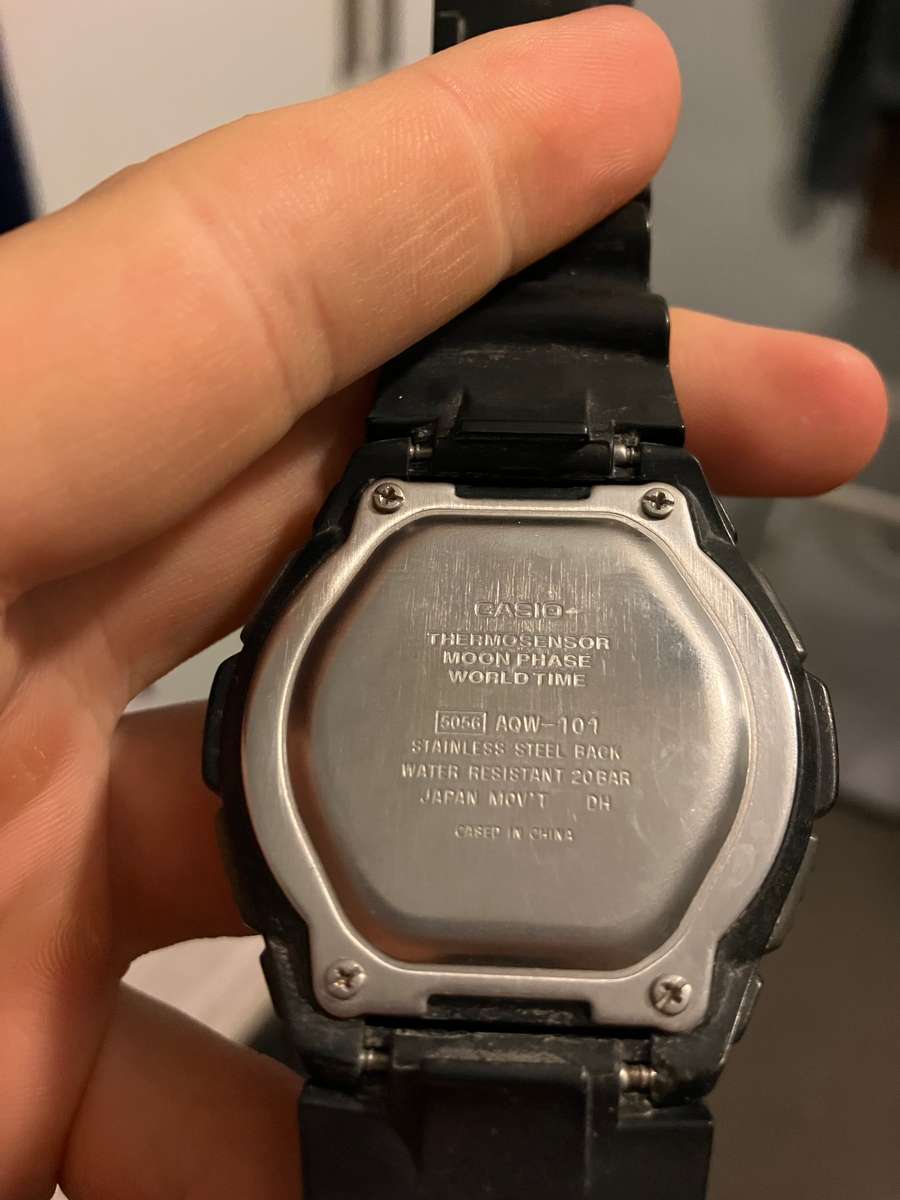 CASIO
THERMOSENSOR
MOON PHASE
WORLD TIME
5056 AQW-101
STAINLESS STEEL BACK
WATER RESISTANT 20BAR
JAPAN MOV'T DH
CASED IN CHINA